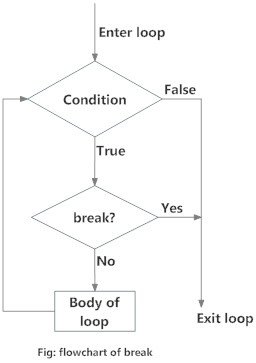 Enter loop
Condition
False
True
break?
Yes
No
Body of
loop
Exit loop
Fig: flowchart of break